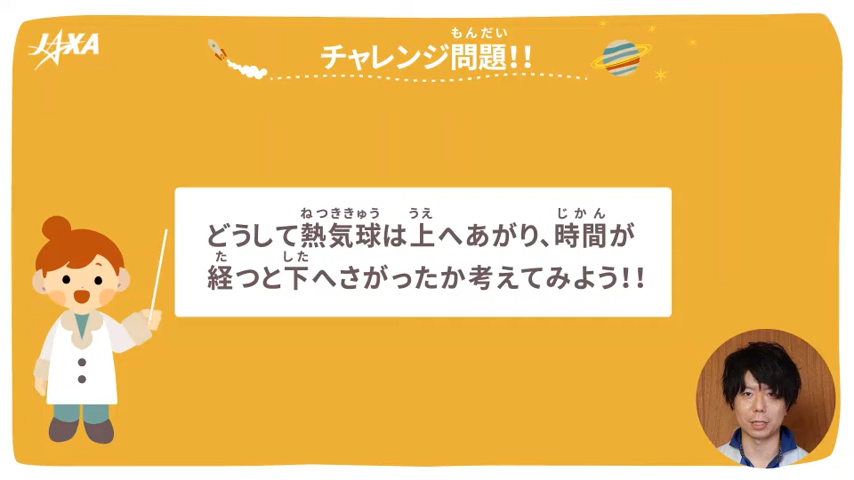 JAXA
もんだい
チャレンジ問題!!
ねつききゅう うえ じかん
どうして熱気球は上へあがり、時間が
た した
経つと下へさがったか考えてみよう!!